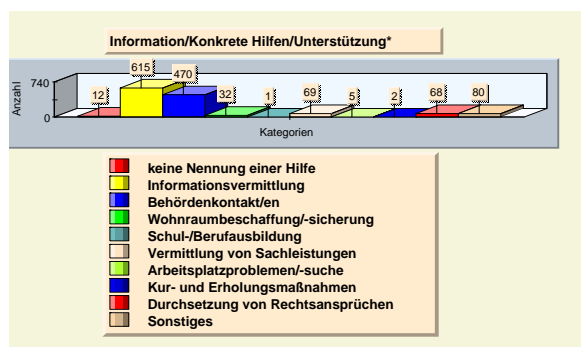 Information/Konkrete Hilfen/Unterstützung*
Anzahl
740
0
12
615
470
32
1
69
5
2
68
80
Kategorien
keine Nennung einer Hilfe
Informationsvermittlung
Behördenkontakt/en
Wohnraumbeschaffung/-sicherung
Schul-/Berufausbildung
Vermittlung von Sachleistungen
Arbeitsplatzproblemen/-suche
Kur- und Erholungsmaßnahmen
Durchsetzung von Rechtsansprüchen
Sonstiges